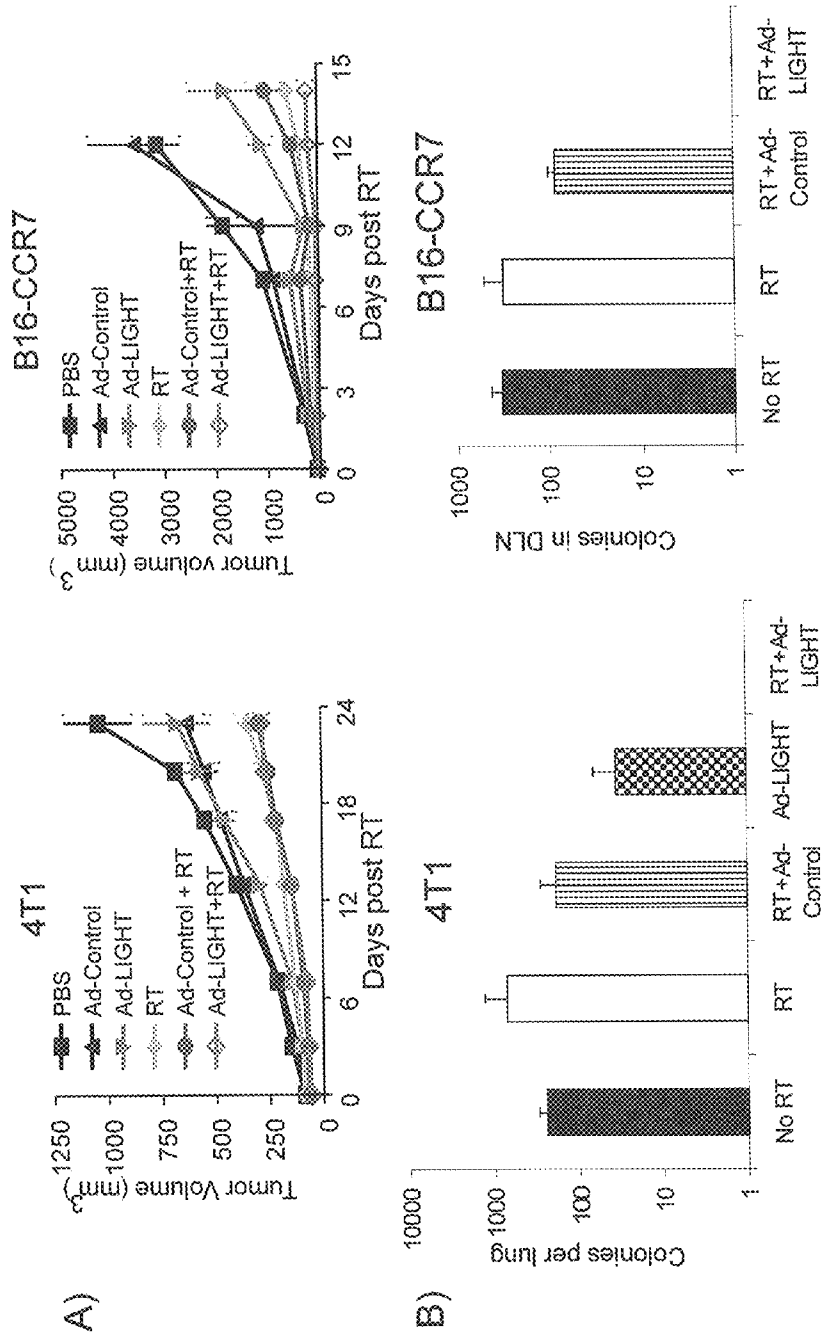 A)
4T1
PBS
Ad-Control
Ad-LIGHT
RT
Ad-Control + RT
Ad-LIGHT+RT
Tumor Volume (mm3)
1250
1000
750
500
250
0
0 6 12 18 24
Days post RT
B16-CCR7
PBS
Ad-Control
Ad-LIGHT
RT
Ad-Control+RT
Ad-LIGHT+RT
Tumor volume (mm3)
5000
4000
3000
2000
1000
0
0 3 6 9 12 15
Days post RT
B)
4T1
Colonies per lung
10000
1000
100
10
1
No RT
RT
RT+Ad-
Control
Ad-LIGHT
RT+Ad-
LIGHT
B16-CCR7
Colonies in DLN
1000
100
10
1
No RT
RT
RT+Ad-
Control
RT+Ad-
LIGHT